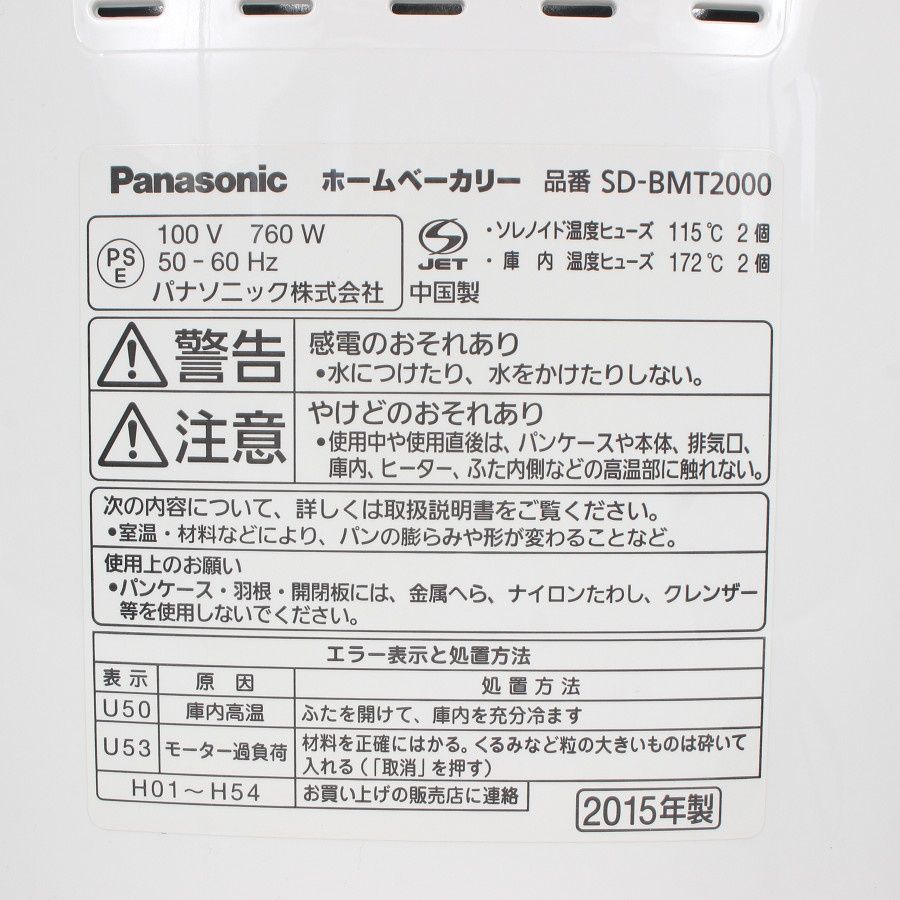 Panasonic ホームベーカリー 品番 SD-BMT2000
PS
E
100 V 760 W
50 - 60 Hz
パナソニック株式会社
JET
・ソレノイド温度ヒューズ 115℃ 2個
・庫内 温度ヒューズ 172℃ 2個
中国製
警告
感電のおそれあり
•水につけたり、水をかけたりしない。
注意
やけどのおそれあり
•使用中や使用直後は、パンケースや本体、排気口、
庫内、ヒーター、ふた内側などの高温部に触れない。
次の内容について、詳しくは取扱説明書をご覧ください。
•室温・材料などにより、パンの膨らみや形が変わることなど。
使用上のお願い
•パンケース・羽根・開閉板には、金属へら、ナイロンたわし、クレンザー
等を使用しないでください。
エラー表示と処置方法
表示 原因 処置方法
U50 庫内高温 ふたを開けて、庫内を充分冷ます
U53 モーター過負荷 材料を正確にはかる。くるみなど粒の大きいものは砕いて
入れる(「取消」を押す)
H01～H54 お買い上げの販売店に連絡
2015年製